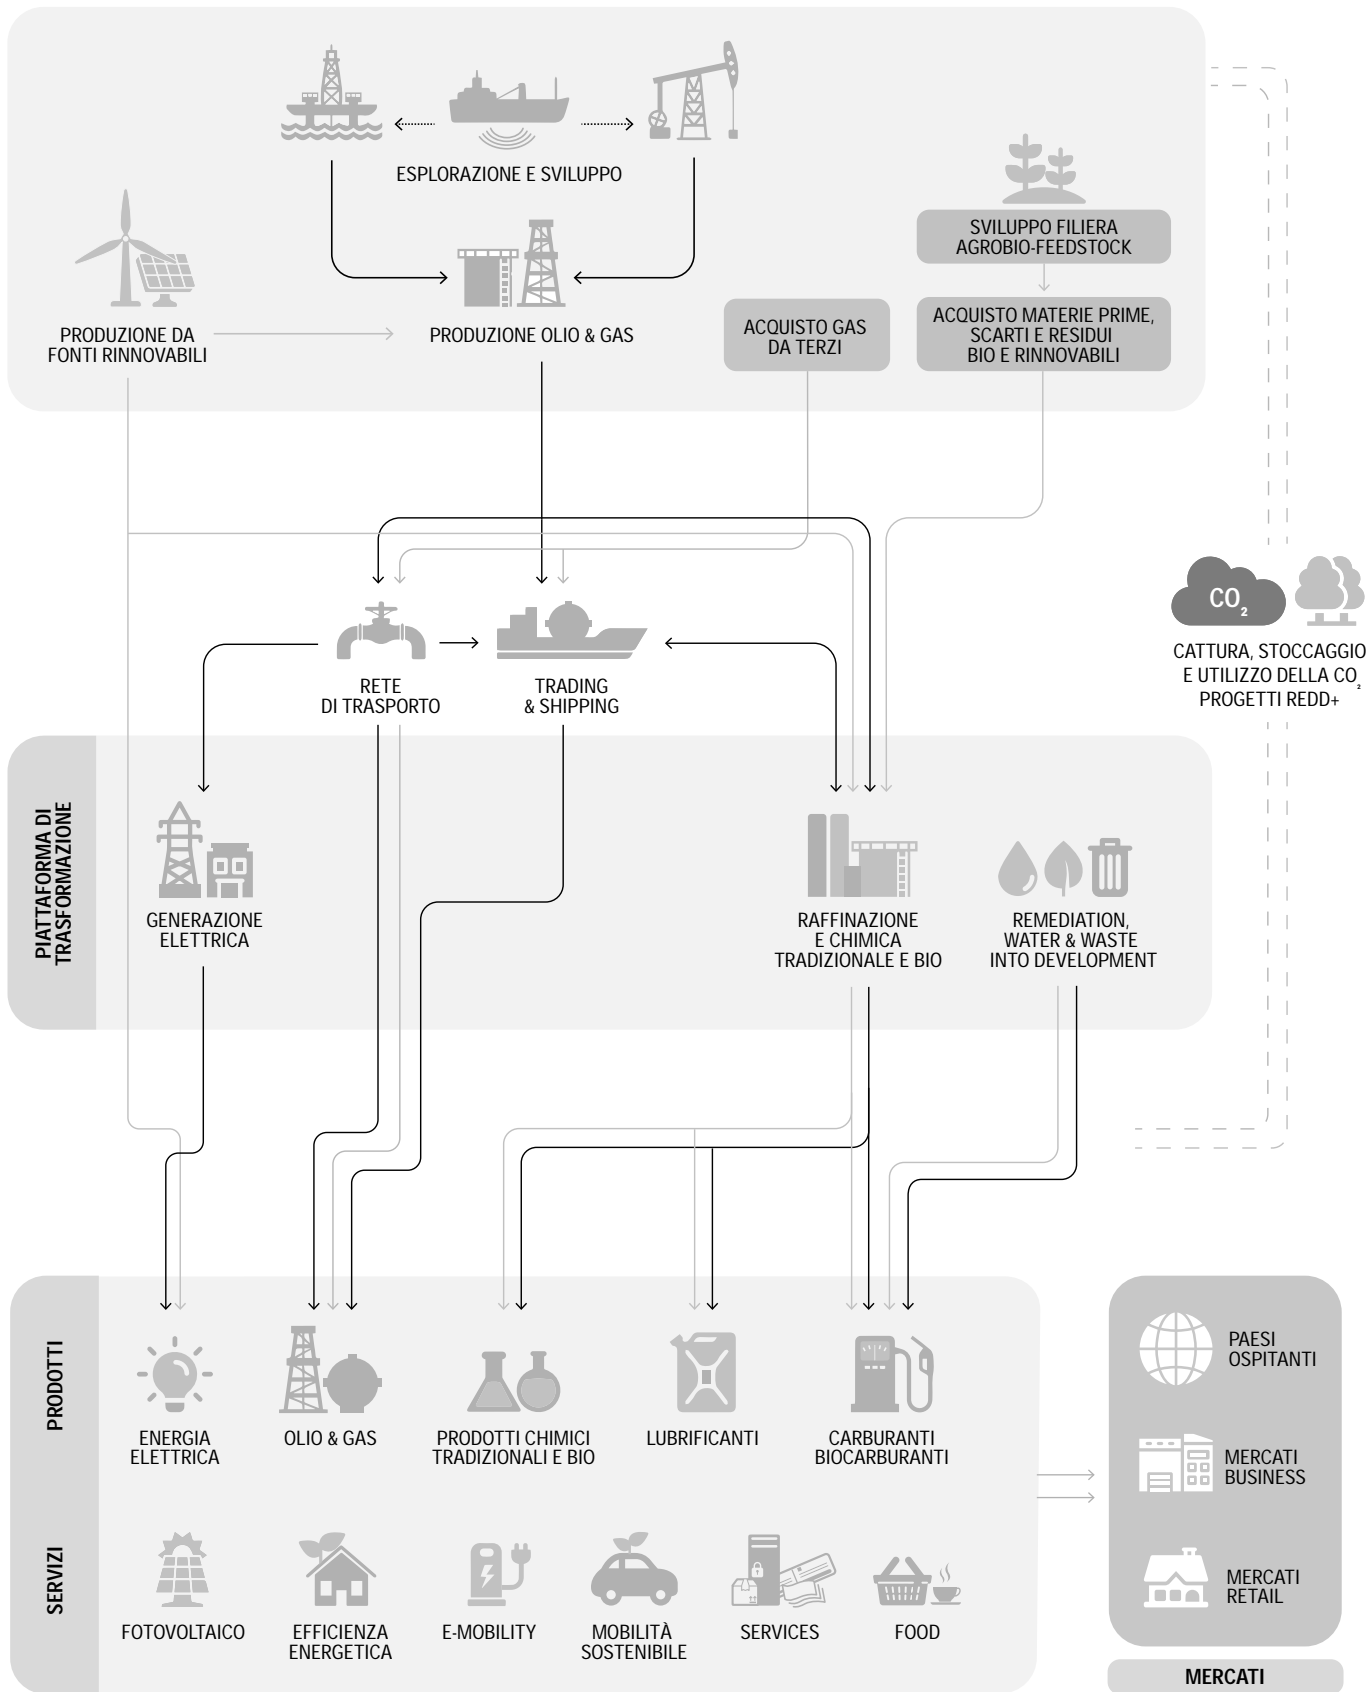 ESPLORAZIONE E SVILUPPO
SVILUPPO FILIERA
AGROBIO-FEEDSTOCK
PRODUZIONE DA
FONTI RINNOVABILI
PRODUZIONE OLIO & GAS
ACQUISTO GAS
DA TERZI
ACQUISTO MATERIE PRIME,
SCARTI E RESIDUI
BIO E RINNOVABILI
CO₂
CATTURA, STOCCAGGIO
E UTILIZZO DELLA CO₂
PROGETTI REDD+
RETE
DI TRASPORTO
TRADING
& SHIPPING
PIATTAFORMA DI
TRASFORMAZIONE
GENERAZIONE
ELETTRICA
RAFFINAZIONE
E CHIMICA
TRADIZIONALE E BIO
REMEDIATION,
WATER & WASTE
INTO DEVELOPMENT
PRODOTTI
ENERGIA
ELETTRICA
OLIO & GAS
PRODOTTI CHIMICI
TRADIZIONALI E BIO
LUBRIFICANTI
CARBURANTI
BIOCARBURANTI
SERVIZI
FOTOVOLTAICO
EFFICIENZA
ENERGETICA
E-MOBILITY
MOBILITÀ
SOSTENIBILE
SERVICES
FOOD
PAESI
OSPITANTI
MERCATI
BUSINESS
MERCATI
RETAIL
MERCATI